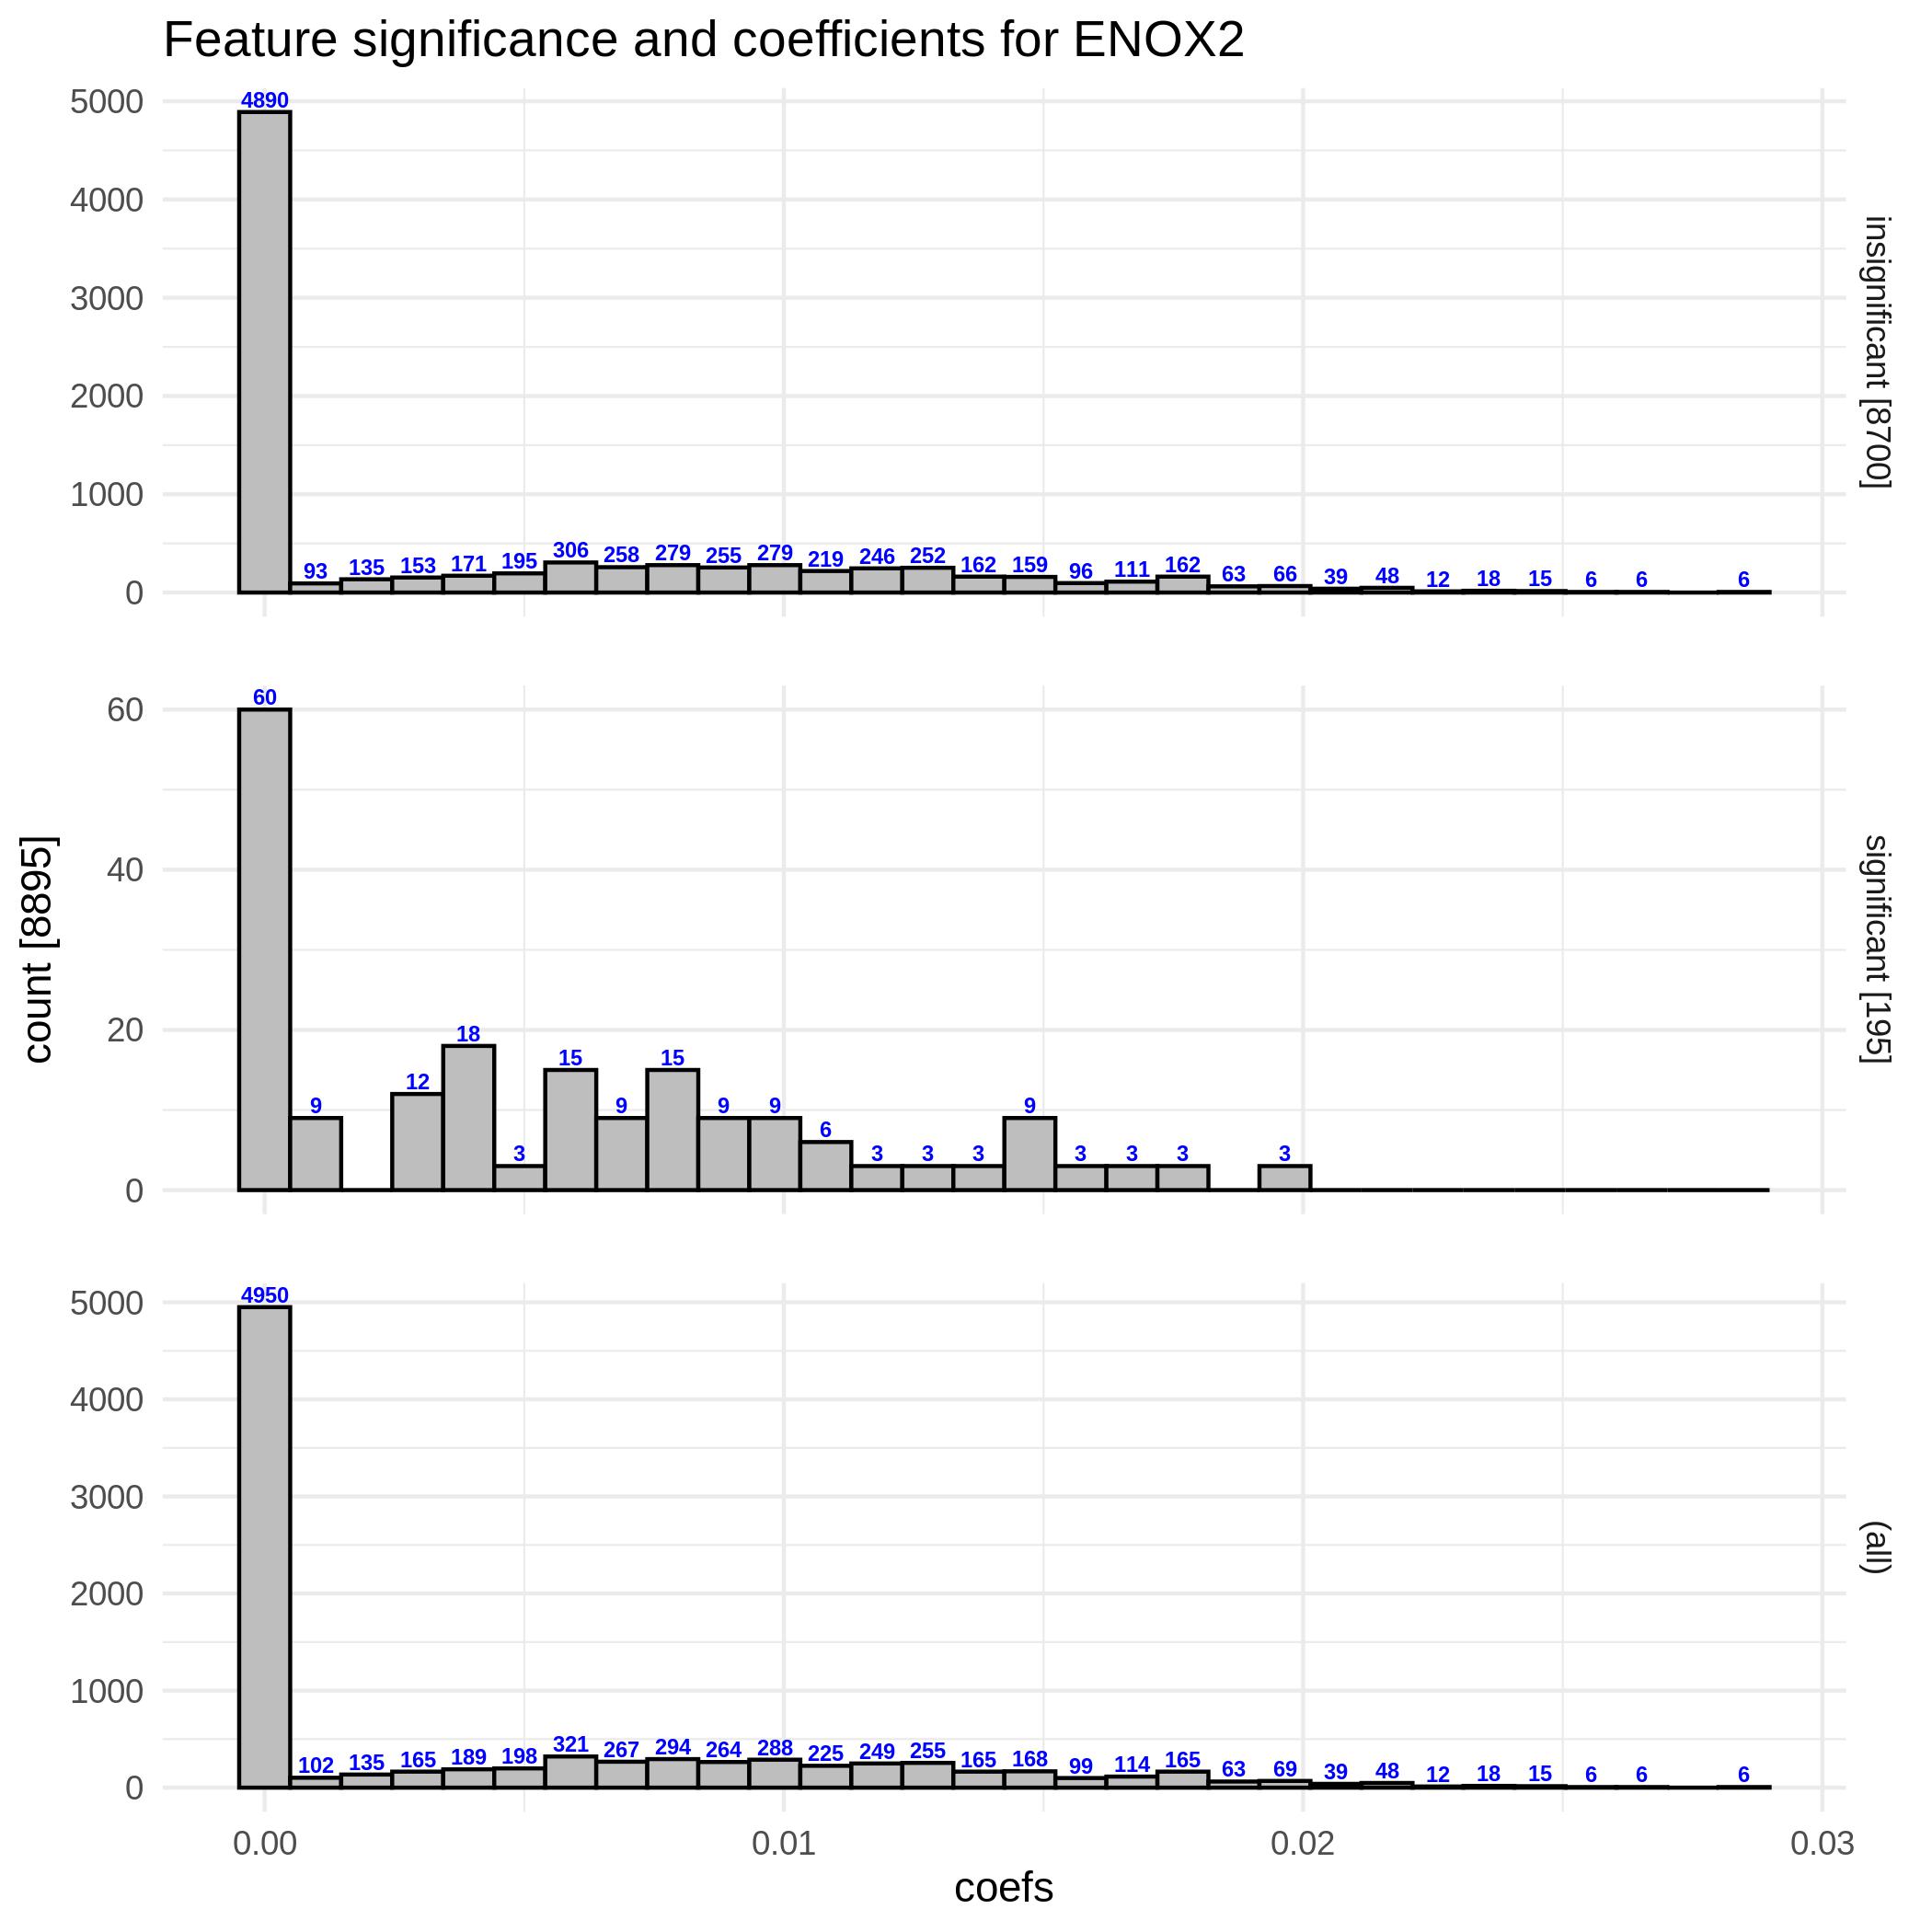 Feature significance and coefficients for ENOX2
5000
4000
3000
2000
1000
0
4890
93 135 153 171 195 306 258 279 255 279 219 246 252 162 159 96 111 162 63 66 39 48 12 18 15 6 6 6
insignificant [8700]
count [8895]
60
40
20
0
60
9 12 18 3 15 9 15 9 9 6 3 3 3 9 3 3 3 3
significant [195]
5000
4000
3000
2000
1000
0
4950
102 135 165 189 198 321 267 294 264 288 225 249 255 165 168 99 114 165 63 69 39 48 12 18 15 6 6 6
(all)
0.00 0.01 0.02 0.03
coefs